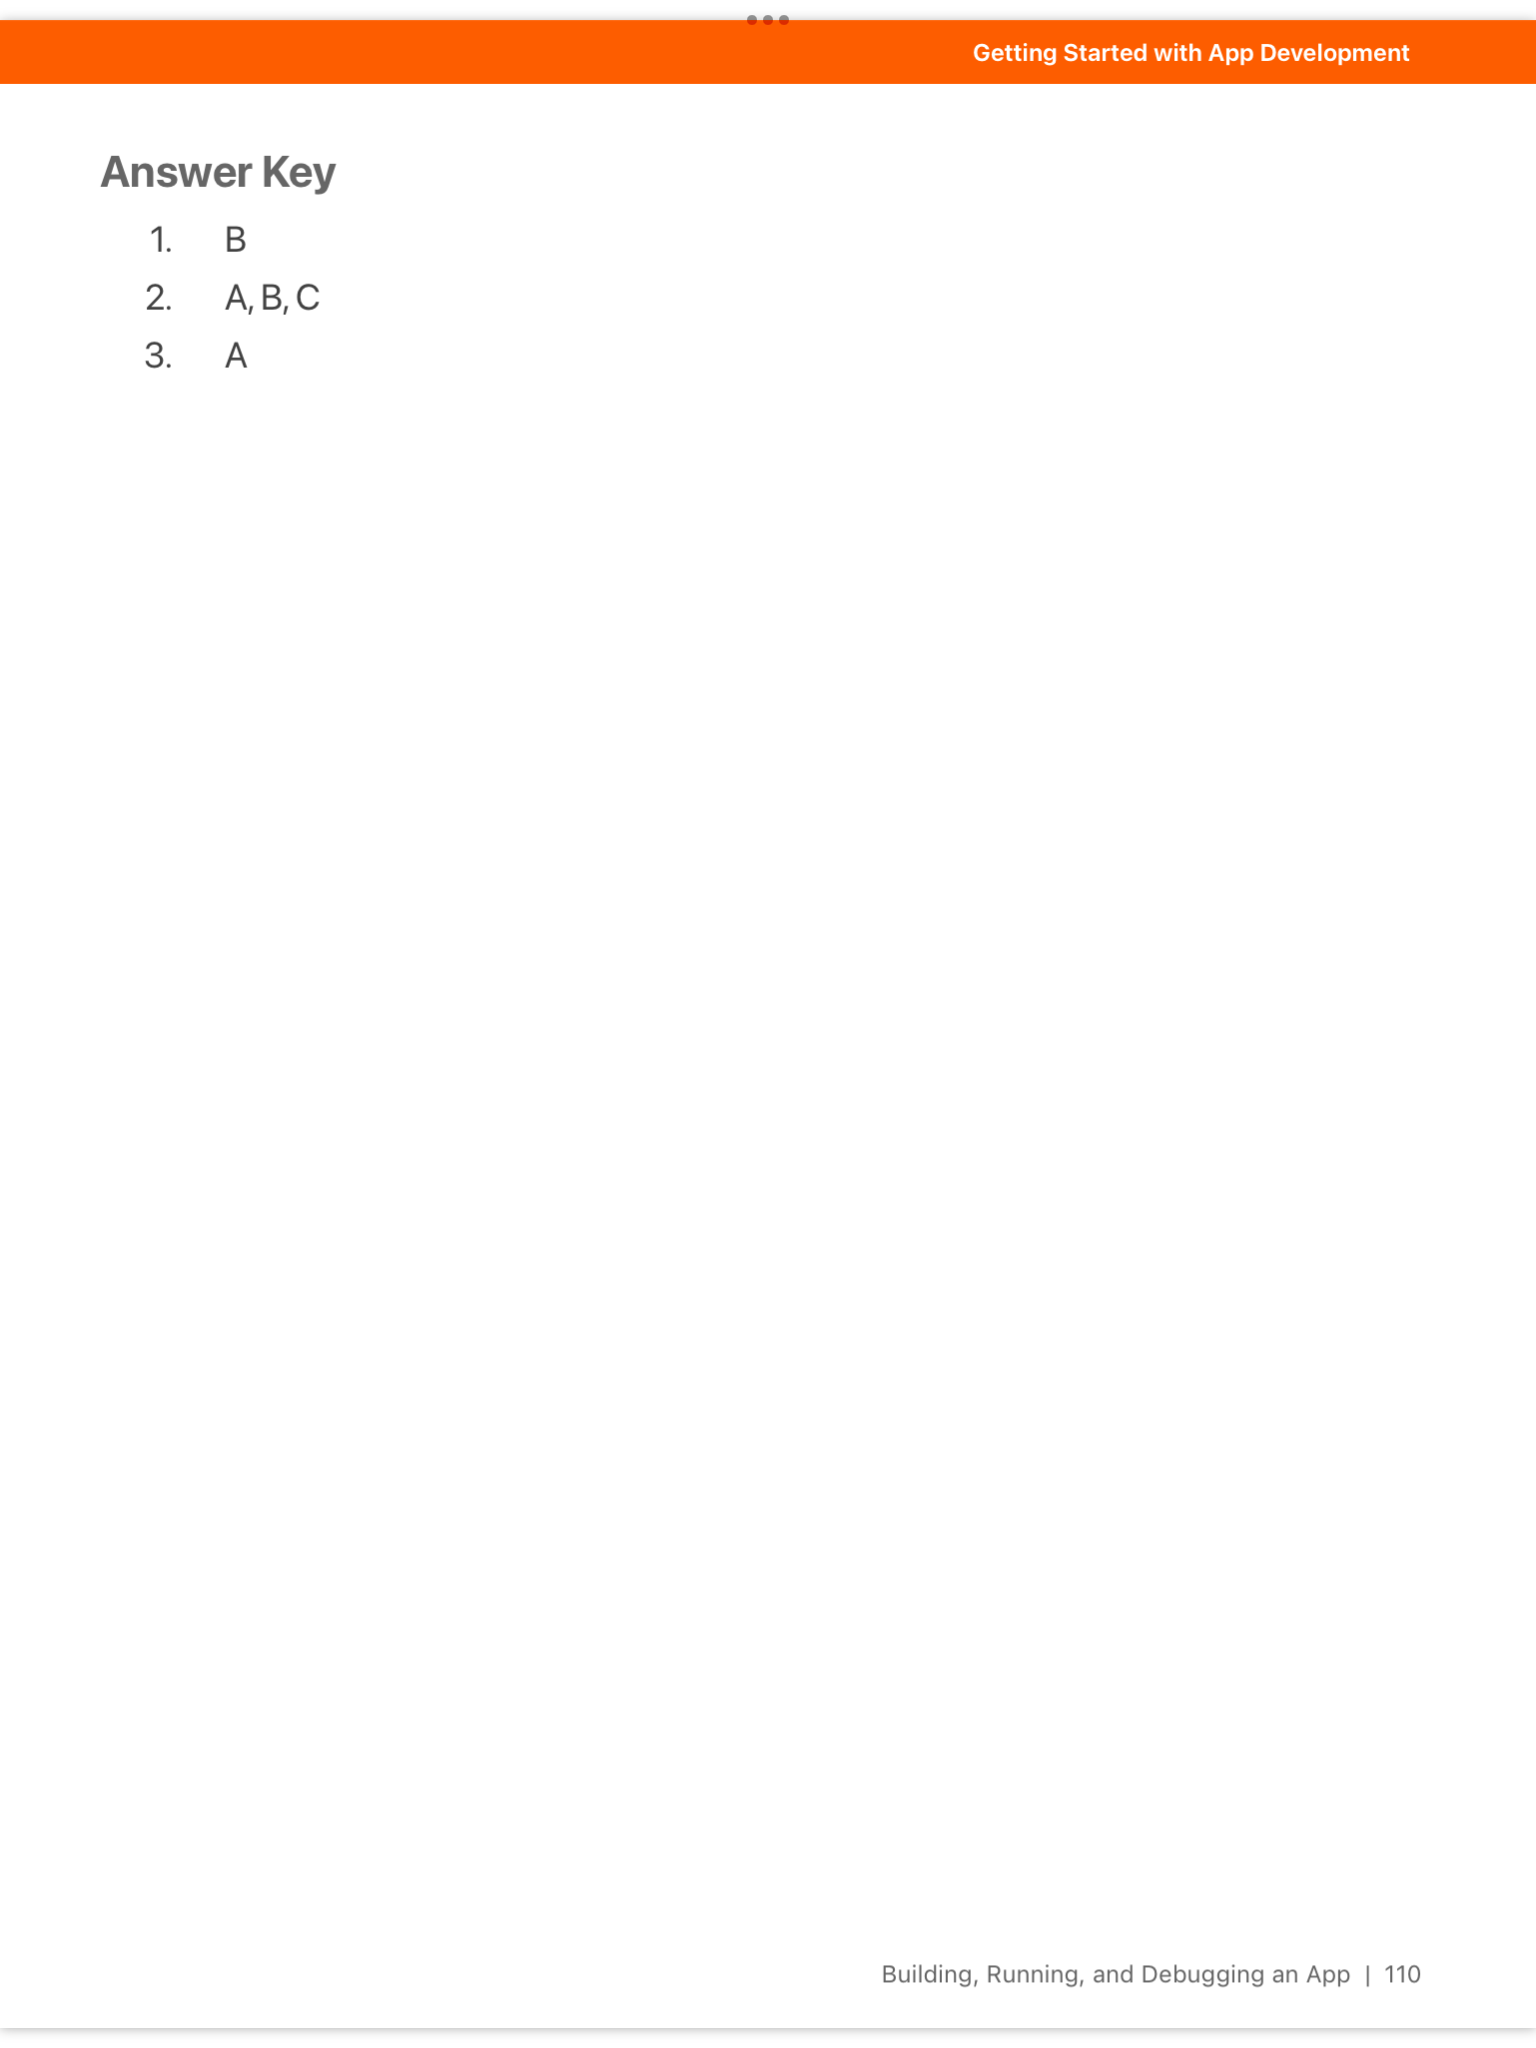 Getting Started with App Development
Answer Key
1. B
2. A, B, C
3. A
Building, Running, and Debugging an App | 110